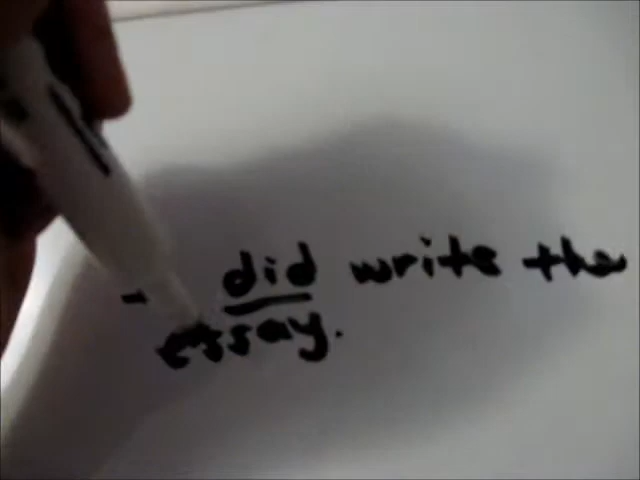 did write the
essay.